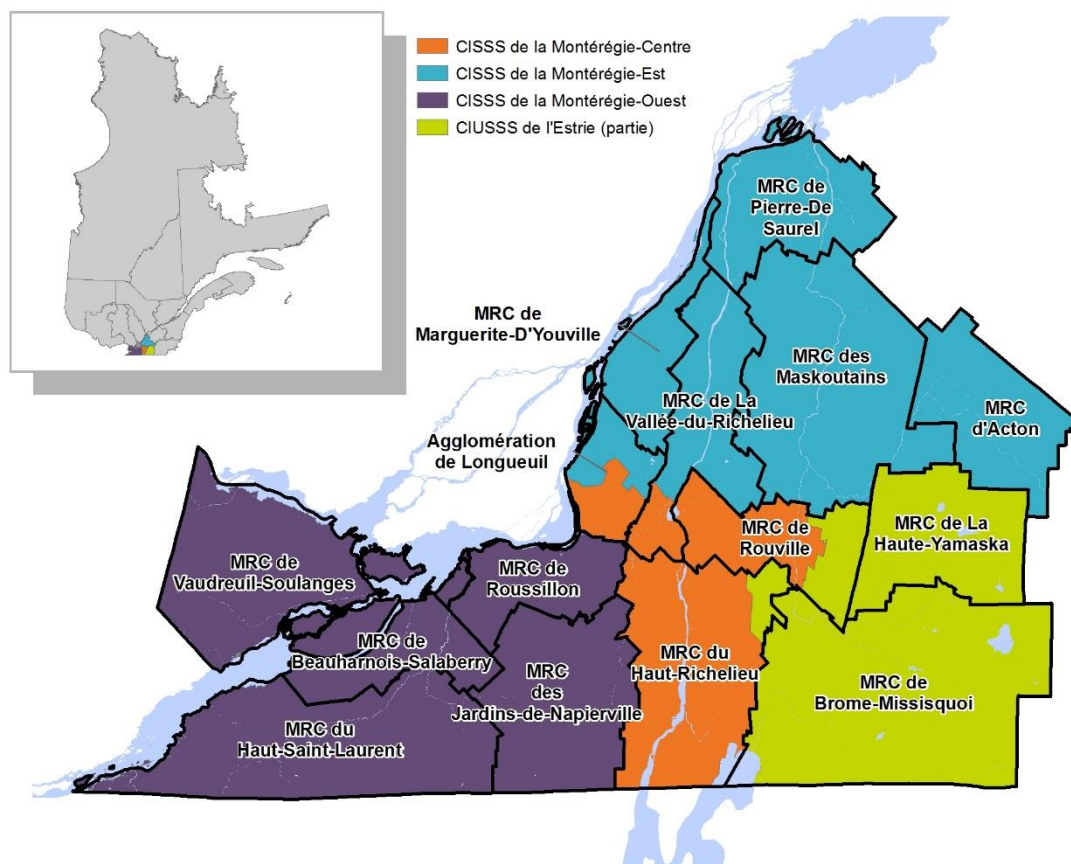 CISSS de la Montérégie-Centre
CISSS de la Montérégie-Est
CISSS de la Montérégie-Ouest
CIUSSS de l'Estrie (partie)
MRC de
Pierre-De
Saurel
MRC de
Marguerite-D'Youville
MRC des
Maskoutains
MRC de La
Vallée-du-Richelieu
MRC
d'Acton
Agglomération
de Longueuil
MRC de
Rouville
MRC de La
Haute-Yamaska
MRC de
Vaudreuil-Soulanges
MRC de
Roussillon
MRC de
Beauharnois-Salaberry
MRC du
Haut-Richelieu
MRC
des
Jardins-de-Napierville
MRC de
Brome-Missisquoi
MRC du
Haut-Saint-Laurent